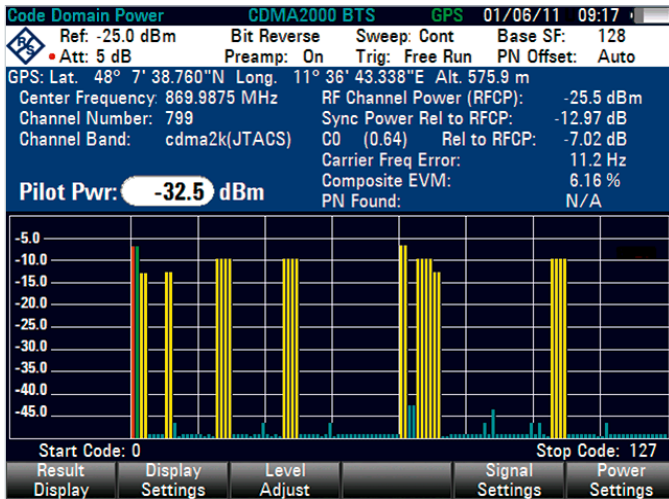 Code Domain Power CDMA2000 BTS GPS 01/06/11 09:17
Ref: -25.0 dBm Bit Reverse Sweep: Cont Base SF: 128
Att: 5 dB Preamp: On Trig: Free Run PN Offset: Auto
GPS: Lat. 48° 7' 38.760"N Long. 11° 36' 43.338"E Alt. 575.9 m
Center Frequency: 869.9875 MHz RF Channel Power (RFCP): -25.5 dBm
Channel Number: 799 Sync Power Rel to RFCP: -12.97 dB
Channel Band: cdma2k(JTACS) C0 (0.64) Rel to RFCP: -7.02 dB
Carrier Freq Error: 11.2 Hz
Composite EVM: 6.16 %
Pilot Pwr: -32.5 dBm PN Found: N/A
-5.0
-10.0
-15.0
-20.0
-25.0
-30.0
-35.0
-40.0
-45.0
Start Code: 0 Stop Code: 127
Result Display Level Signal Power
Display Settings Adjust Settings Settings